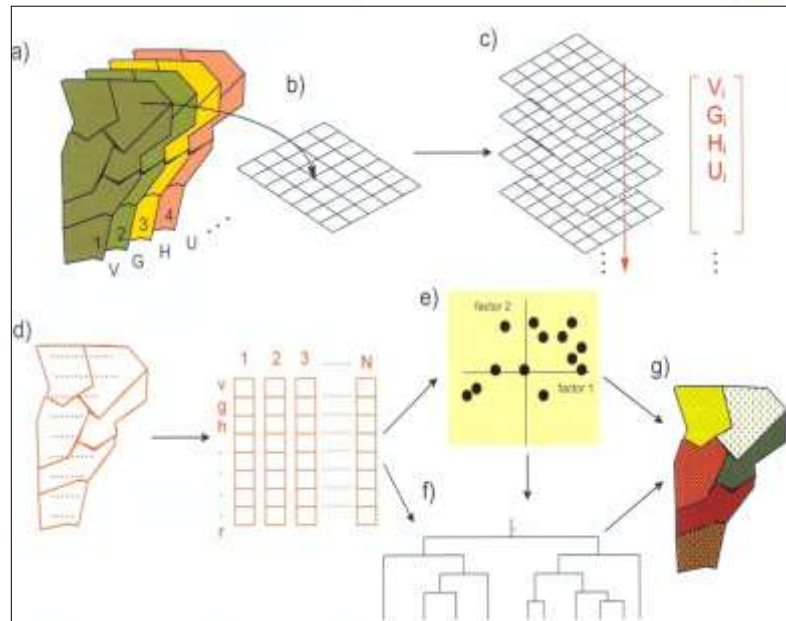 a)
b)
c)
1 2 3 4
V G H U ...
Vᵢ
Gᵢ
Hᵢ
Uᵢ
d)
1 2 3 N
v
g
h
r
e)
factor 2
factor 1
f)
g)